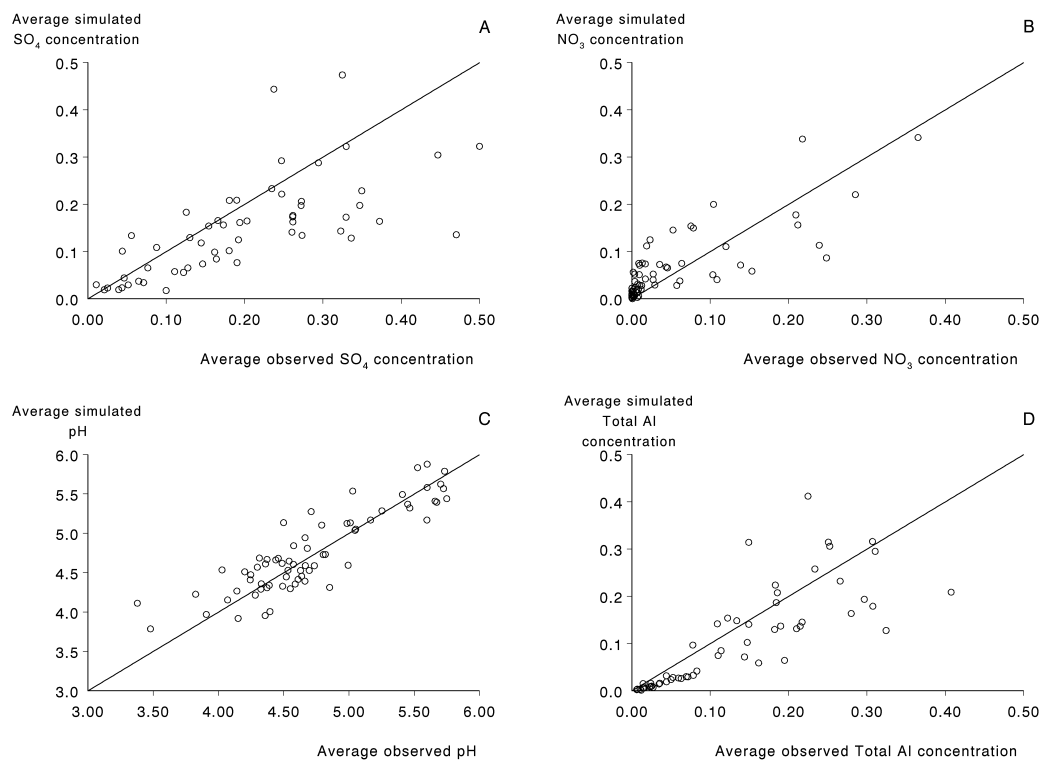 Average simulated
SO4 concentration
A
0.5
0.4
0.3
0.2
0.1
0.0
0.00 0.10 0.20 0.30 0.40 0.50
Average observed SO4 concentration
Average simulated
NO3 concentration
B
0.5
0.4
0.3
0.2
0.1
0.0
0.00 0.10 0.20 0.30 0.40 0.50
Average observed NO3 concentration
Average simulated
pH
C
6.0
5.5
5.0
4.5
4.0
3.5
3.0
3.00 3.50 4.00 4.50 5.00 5.50 6.00
Average observed pH
Average simulated
Total Al
concentration
D
0.5
0.4
0.3
0.2
0.1
0.0
0.00 0.10 0.20 0.30 0.40 0.50
Average observed Total Al concentration